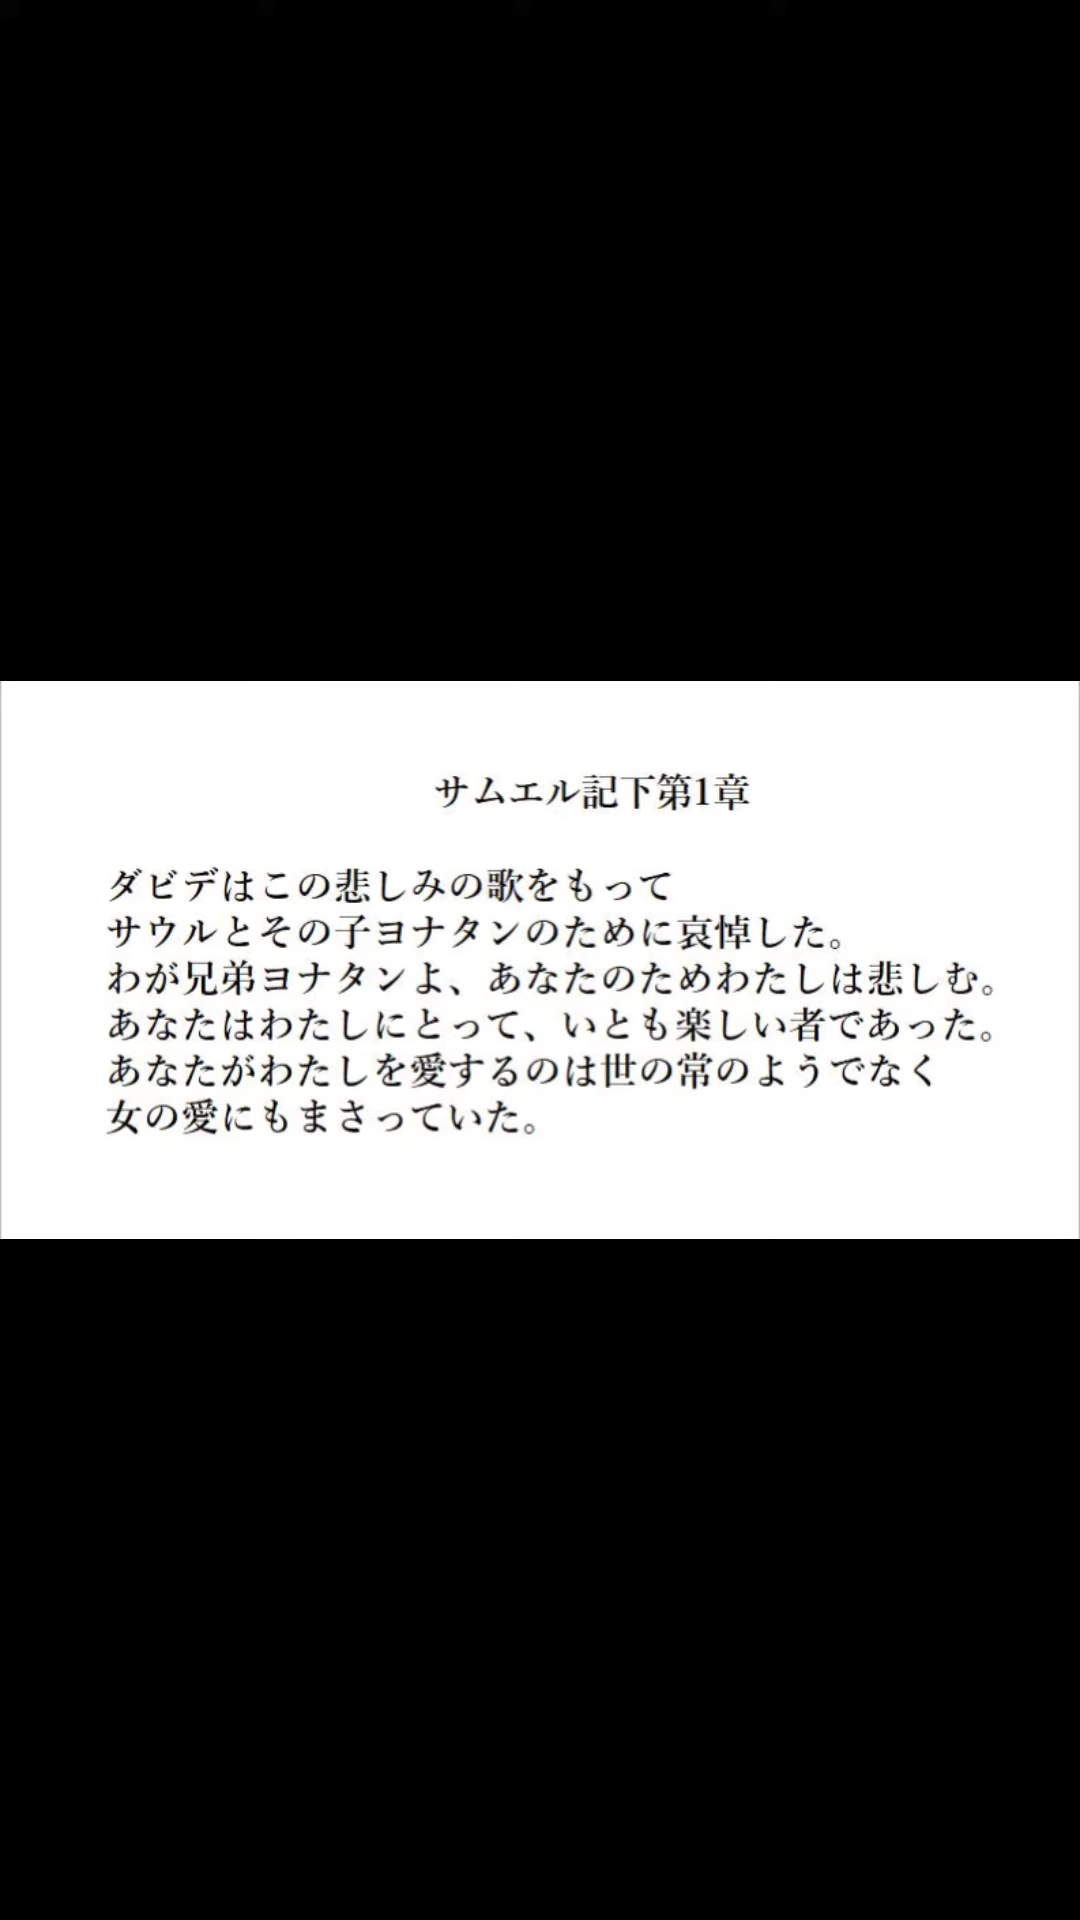 サムエル記下第1章
ダビデはこの悲しみの歌をもって
サウルとその子ヨナタンのために哀悼した。
わが兄弟ヨナタンよ、あなたのためわたしは悲しむ。
あなたはわたしにとって、いとも楽しい者であった。
あなたがわたしを愛するのは世の常のようでなく
女の愛にもまさっていた。